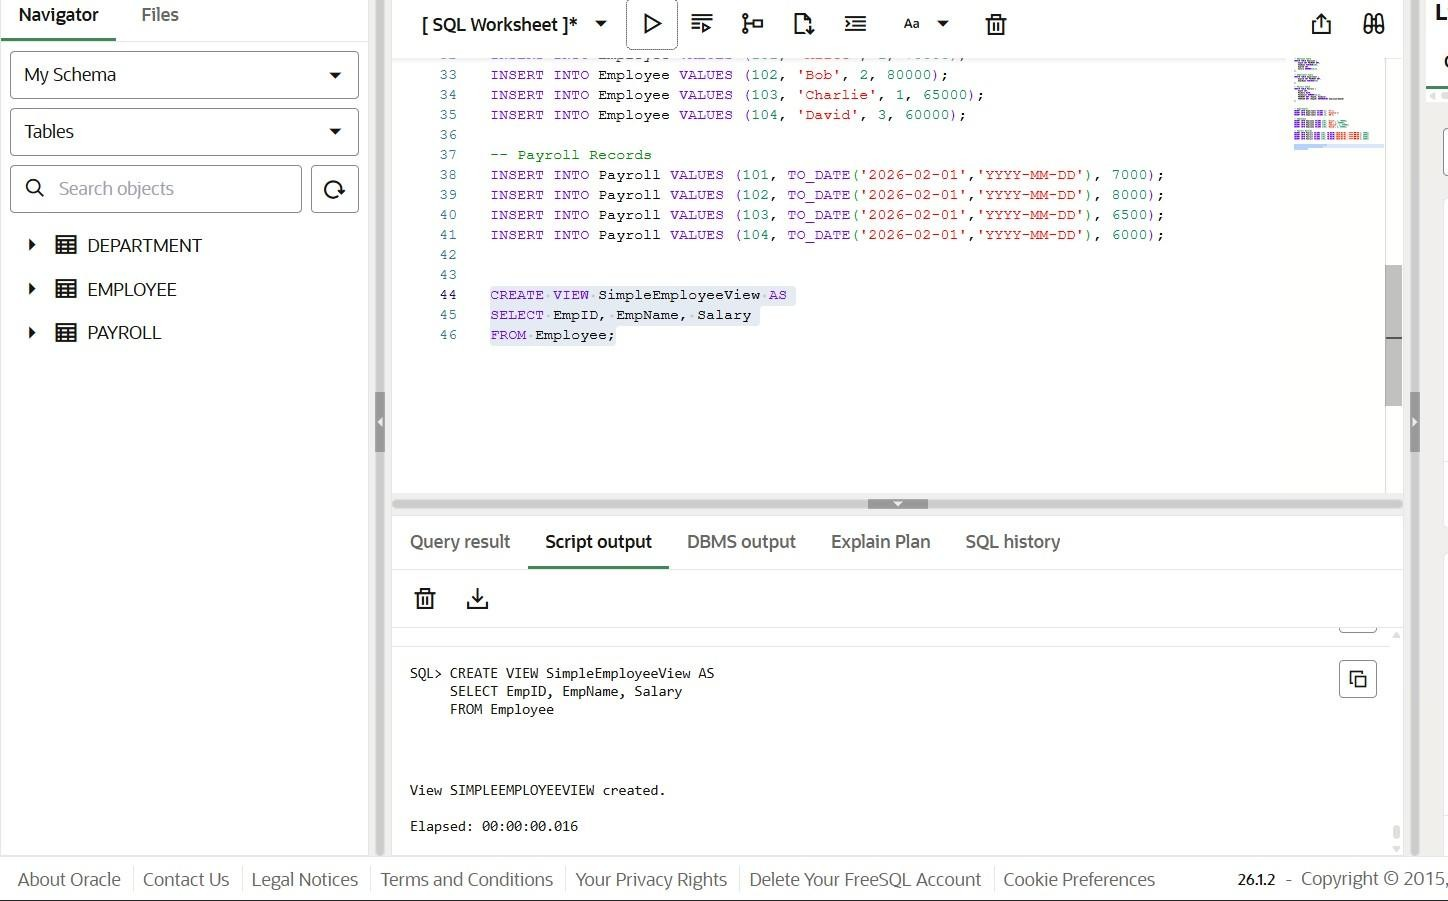 Navigator
Files
My Schema
Tables
Search objects
DEPARTMENT
EMPLOYEE
PAYROLL
[ SQL Worksheet ]*
Aa
33 INSERT INTO Employee VALUES (102, 'Bob', 2, 80000);
34 INSERT INTO Employee VALUES (103, 'Charlie', 1, 65000);
35 INSERT INTO Employee VALUES (104, 'David', 3, 60000);
36
37 -- Payroll Records
38 INSERT INTO Payroll VALUES (101, TO_DATE('2026-02-01','YYYY-MM-DD'), 7000);
39 INSERT INTO Payroll VALUES (102, TO_DATE('2026-02-01','YYYY-MM-DD'), 8000);
40 INSERT INTO Payroll VALUES (103, TO_DATE('2026-02-01','YYYY-MM-DD'), 6500);
41 INSERT INTO Payroll VALUES (104, TO_DATE('2026-02-01','YYYY-MM-DD'), 6000);
42
43
44 CREATE VIEW SimpleEmployeeView AS
45 SELECT EmpID, EmpName, Salary
46 FROM Employee;
Query result
Script output
DBMS output
Explain Plan
SQL history
SQL> CREATE VIEW SimpleEmployeeView AS
SELECT EmpID, EmpName, Salary
FROM Employee
View SIMPLEEMPLOYEEVIEW created.
Elapsed: 00:00:00.016
About Oracle
Contact Us
Legal Notices
Terms and Conditions
Your Privacy Rights
Delete Your FreeSQL Account
Cookie Preferences
26.1.2 - Copyright © 2015,